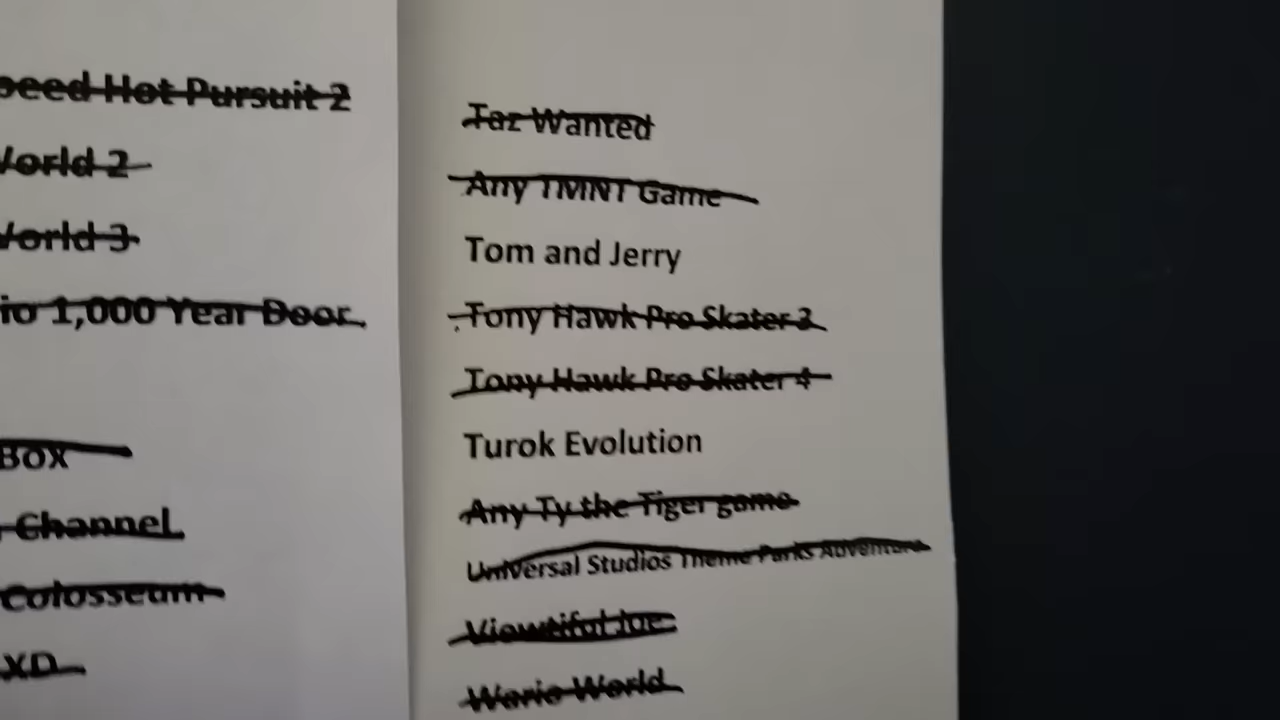 peed Hot Pursuit 2
World 2
World 3
io 1,000 Year Door
Box
Channel
Colosseum
XD
Taz Wanted
Any TMNT Game
Tom and Jerry
Tony Hawk Pro Skater 3
Tony Hawk Pro Skater 4
Turok Evolution
Any Ty the Tiger game
Universal Studios Theme Parks Adventure
Viewtiful Joe
Wario World